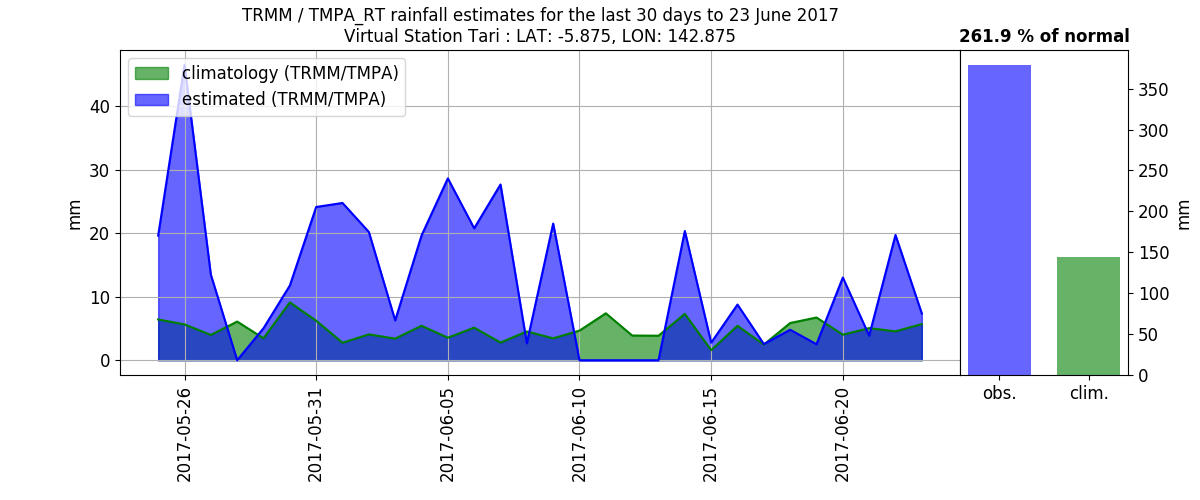 TRMM / TMPA_RT rainfall estimates for the last 30 days to 23 June 2017
Virtual Station Tari : LAT: -5.875, LON: 142.875
261.9 % of normal
climatology (TRMM/TMPA)
estimated (TRMM/TMPA)
mm
40
30
20
10
0
2017-05-26
2017-05-31
2017-06-05
2017-06-10
2017-06-15
2017-06-20
350
300
250
200
150
100
50
0
mm
obs.
clim.